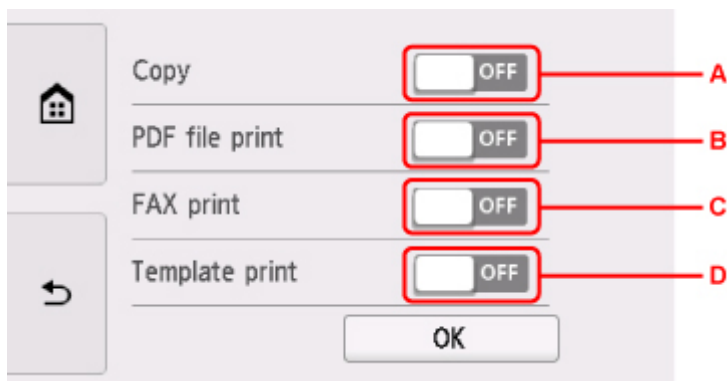 Copy OFF A
PDF file print OFF B
FAX print OFF C
Template print OFF D
OK